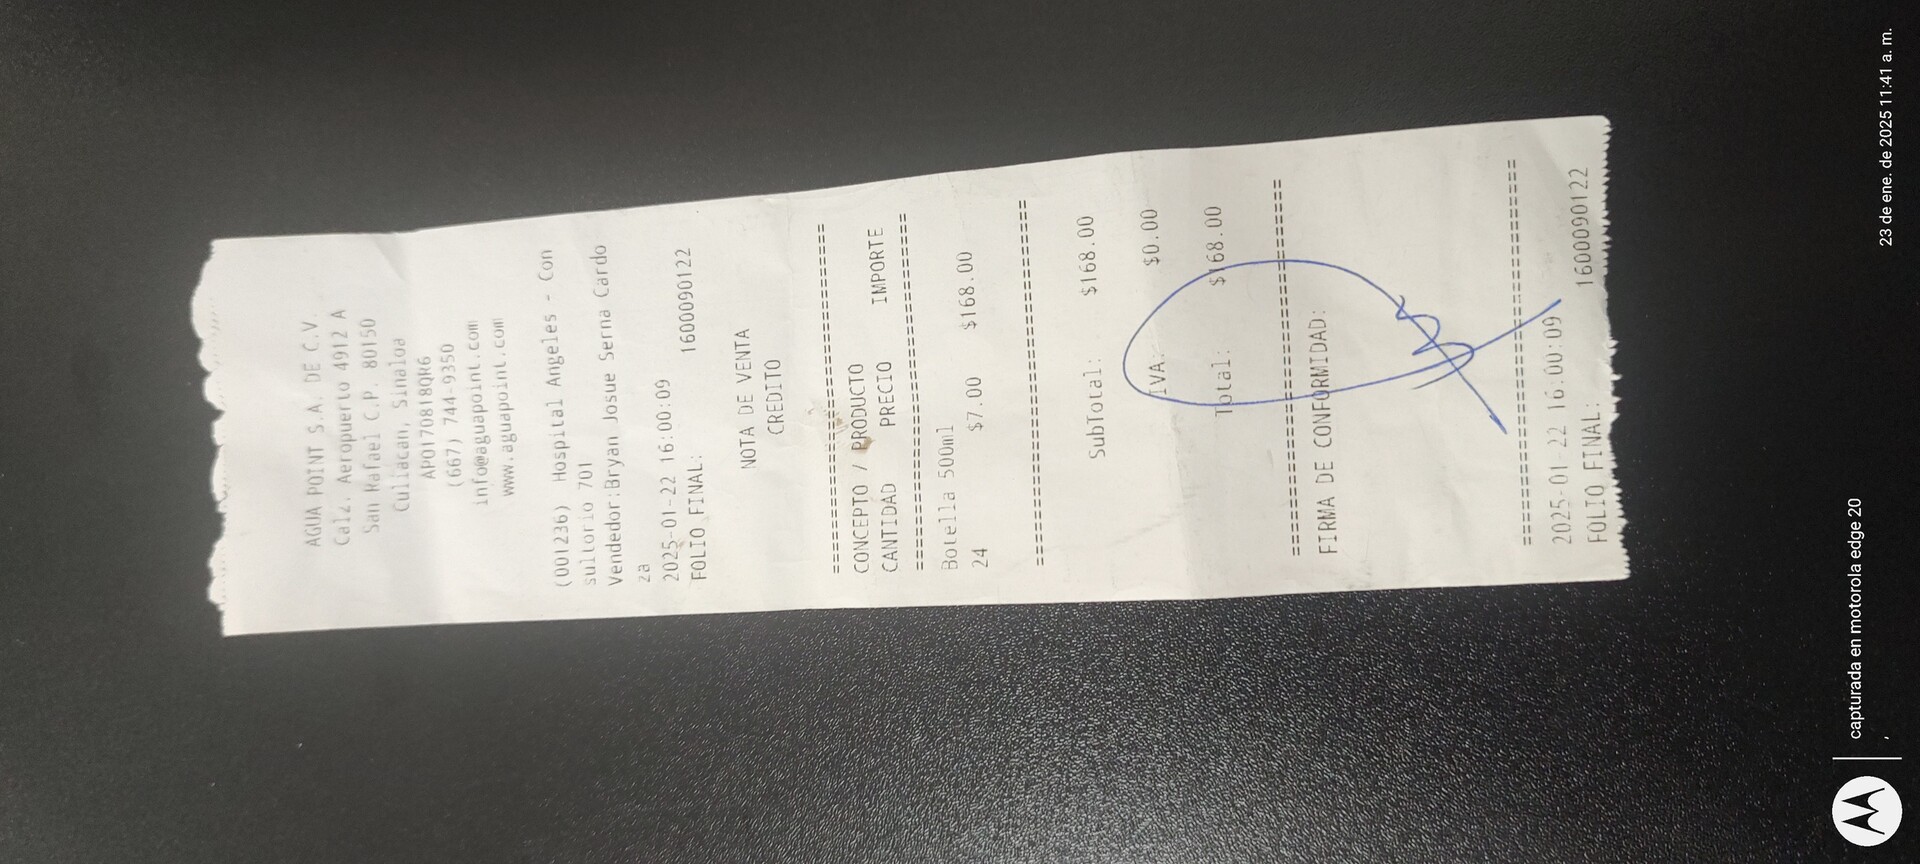 AGUA POINT S.A. DE C.V.
Calz. Aeropuerto 4912 A
San Rafael C.P. 80150
Culiacan, Sinaloa
APO170818QR6
(667) 744-9350
info@aguapoint.com
www.aguapoint.com
(001236) Hospital Angeles - Con
sultorio 701
Vendedor:Bryan Josue Serna Cardo
za
2025-01-22 16:00:09
FOLIO FINAL: 1600090122
NOTA DE VENTA
CREDITO
================================
CONCEPTO / PRODUCTO
CANTIDAD PRECIO IMPORTE
================================
Botella 500ml
24 $7.00 $168.00
================================
SubTotal: $168.00
IVA: $0.00
Total: $168.00
================================
FIRMA DE CONFORMIDAD:
================================
2025-01-22 16:00:09
FOLIO FINAL: 1600090122
capturada en motorola edge 20
,
23 de ene. de 2025 11:41 a. m.